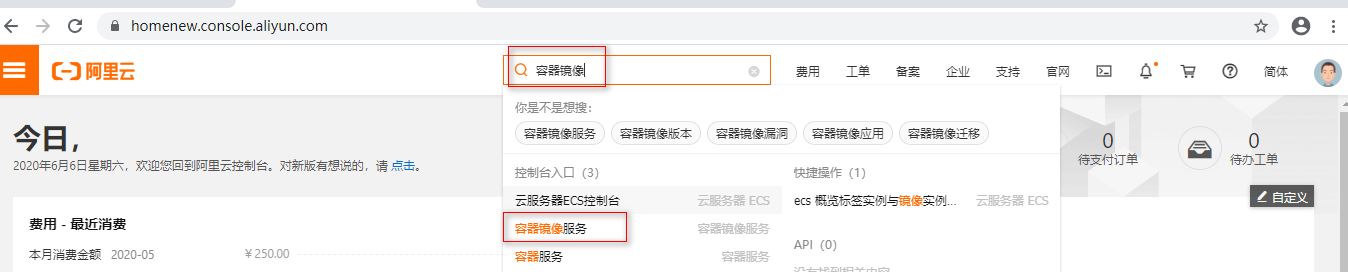 homenew.console.aliyun.com
阿里云
容器镜像
费用 工单 备案 企业 支持 官网 简体
你是不是想搜：
容器镜像服务 容器镜像版本 容器镜像漏洞 容器镜像应用 容器镜像迁移
控制台入口（3）
云服务器ECS控制台 云服务器 ECS
容器镜像服务 容器镜像服务
容器服务 容器服务
快捷操作（1）
ecs 概览标签实例与镜像实例... 云服务器 ECS
API（0）
没有找到相关内容
今日，
2020年6月6日星期六，欢迎您回到阿里云控制台。对新版有想说的，请 点击。
0
待支付订单
0
待办工单
自定义
费用 - 最近消费
本月消费金额 2020-05 ¥250.00